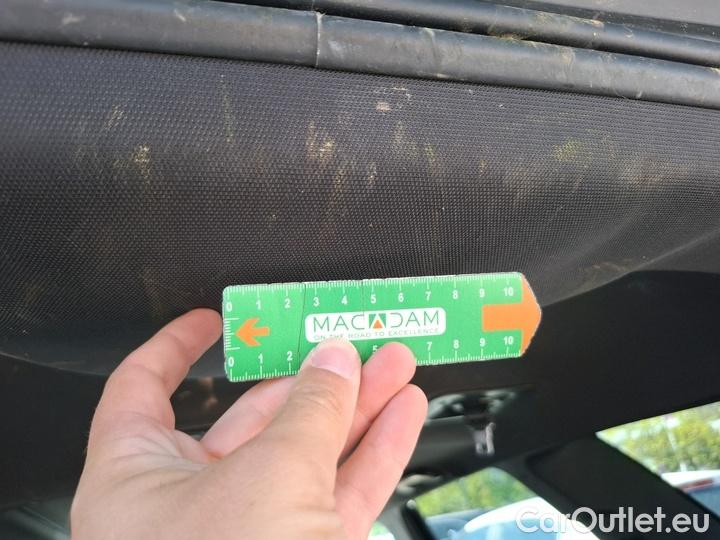 0 1 2 3 4 5 6 7 8 9 10
MACADAM
ON THE ROAD TO EXCELLENCE
0 1 2 5 7 8 9 10
CarOutlet.eu